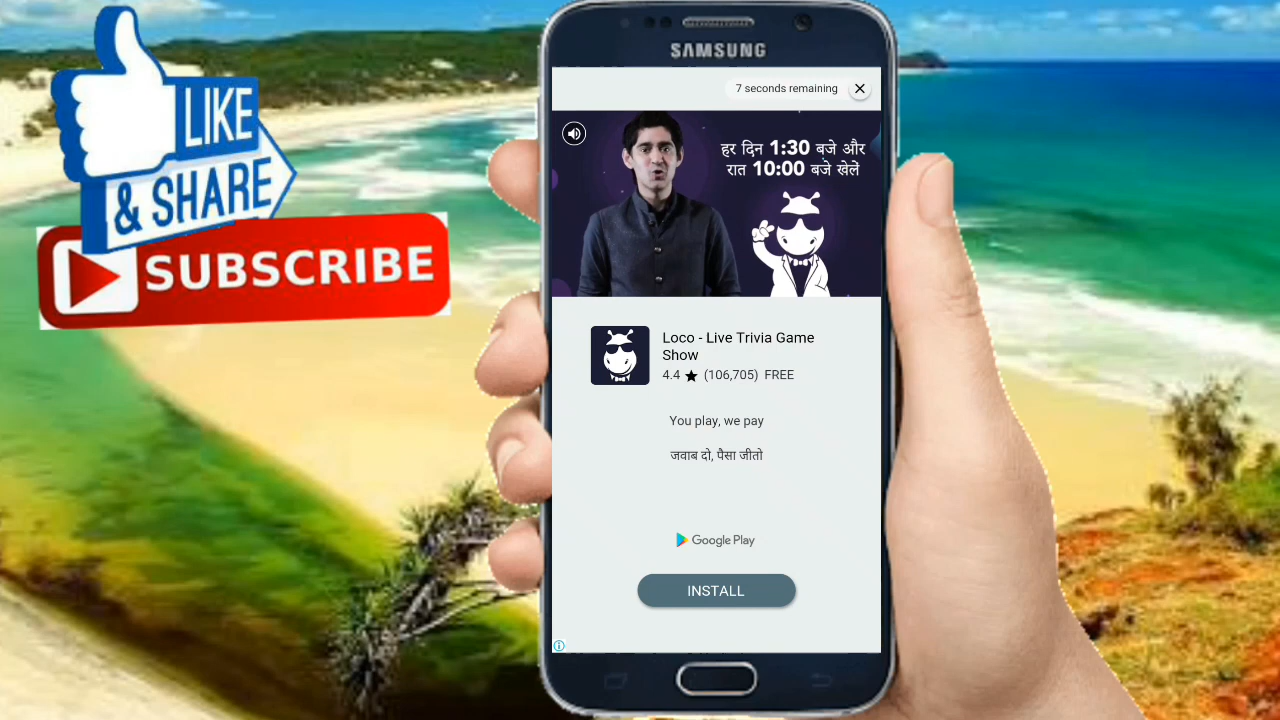 LIKE
& SHARE
SUBSCRIBE
SAMSUNG
7 seconds remaining
हर दिन 1:30 बजे और
रात 10:00 बजे खेलें
Loco - Live Trivia Game
Show
4.4 ★ (106,705) FREE
You play, we pay
जवाब दो, पैसा जीतो
Google Play
INSTALL